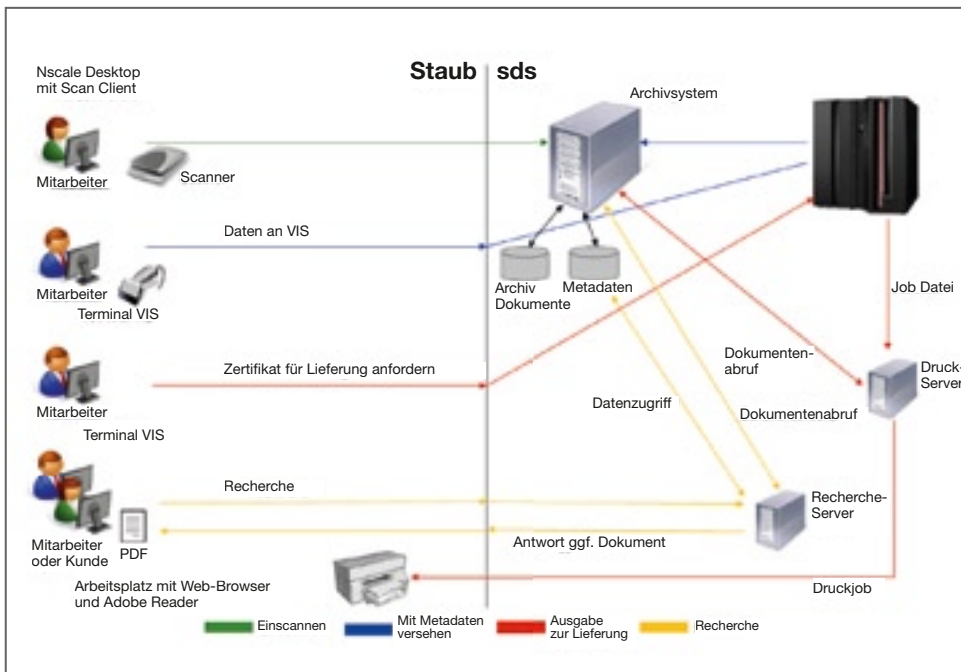 Nscale Desktop
mit Scan Client
Staub sds
Archivsystem
Mitarbeiter
Scanner
Daten an VIS
Mitarbeiter
Terminal VIS
Archiv
Dokumente
Metadaten
Job Datei
Zertifikat für Lieferung anfordern
Dokumenten-
abruf
Druck-
Server
Mitarbeiter
Datenzugriff
Dokumentenabruf
Terminal VIS
Recherche
Recherche-
Server
Mitarbeiter
oder Kunde
PDF
Antwort ggf. Dokument
Arbeitsplatz mit Web-Browser
und Adobe Reader
Druckjob
Einscannen
Mit Metadaten
versehen
Ausgabe
zur Lieferung
Recherche